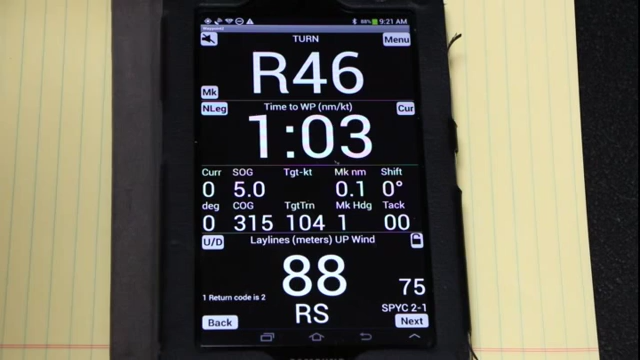 88% 9:21 AM
TURN
Menu
R46
Mk
NLeg Time to WP (nm/kt) Cur
1:03
Curr SOG Tgt-kt Mk nm Shift
0 5.0 0.1 0°
deg COG TgtTrn Mk Hdg Tack
0 315 104 1 00
U/D Laylines (meters) UP Wind
88 75
1 Return code is 2
RS SPYC 2-1
Back Next
SAMSUNG